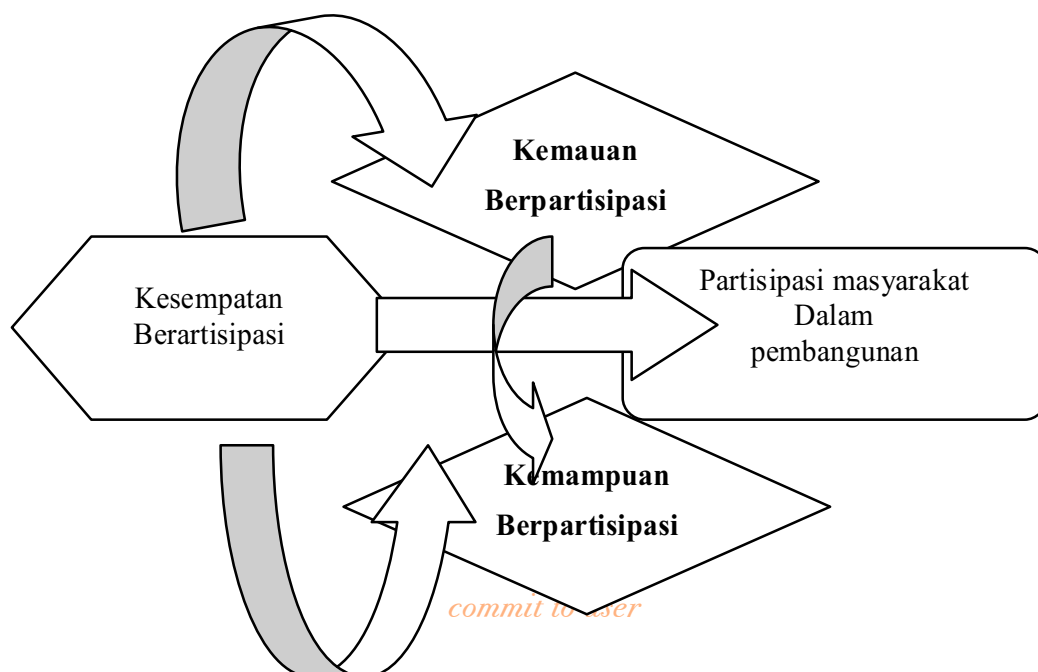 Kemauan
Berpartisipasi
Kesempatan
Berartisipasi
Partisipasi masyarakat
Dalam
pembangunan
Kemampuan
Berpartisipasi
commit to user